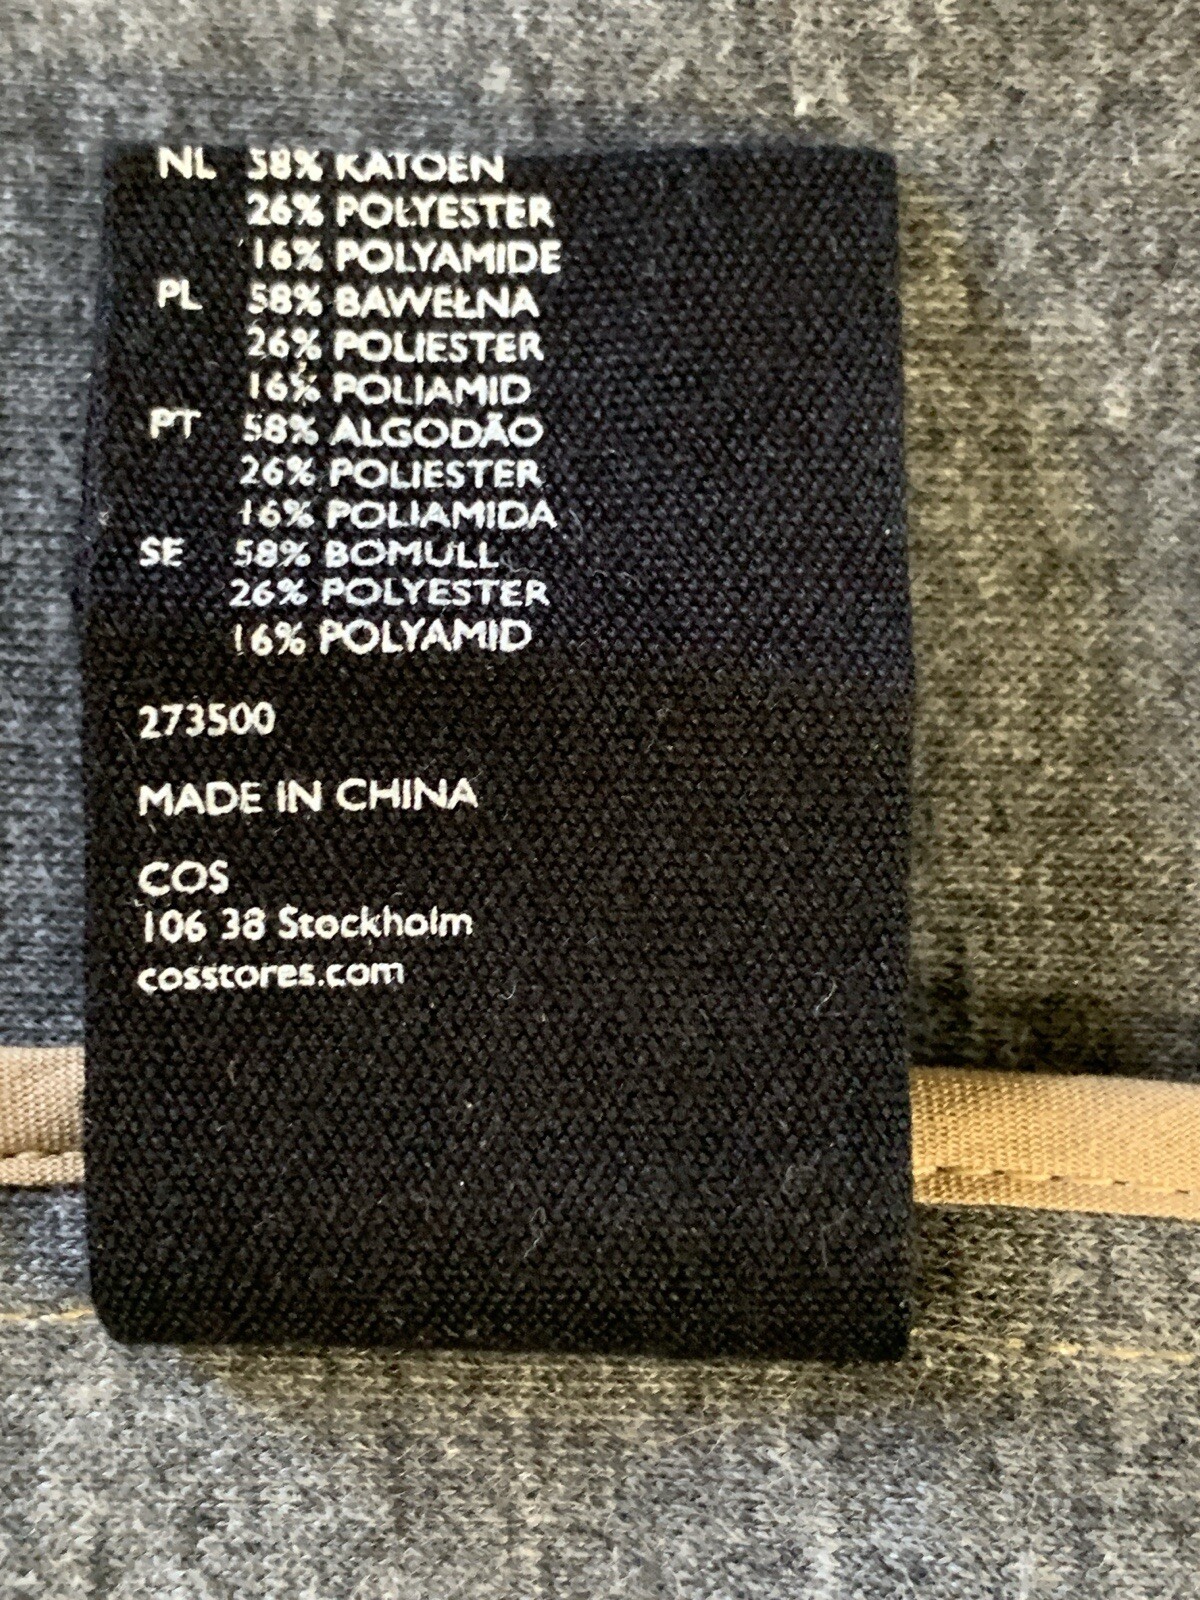 NL 58% KATOEN
26% POLYESTER
16% POLYAMIDE
PL 58% BAWEŁNA
26% POLIESTER
16% POLIAMID
PT 58% ALGODÃO
26% POLIESTER
16% POLIAMIDA
SE 58% BOMULL
26% POLYESTER
16% POLYAMID
273500
MADE IN CHINA
COS
106 38 Stockholm
cosstores.com